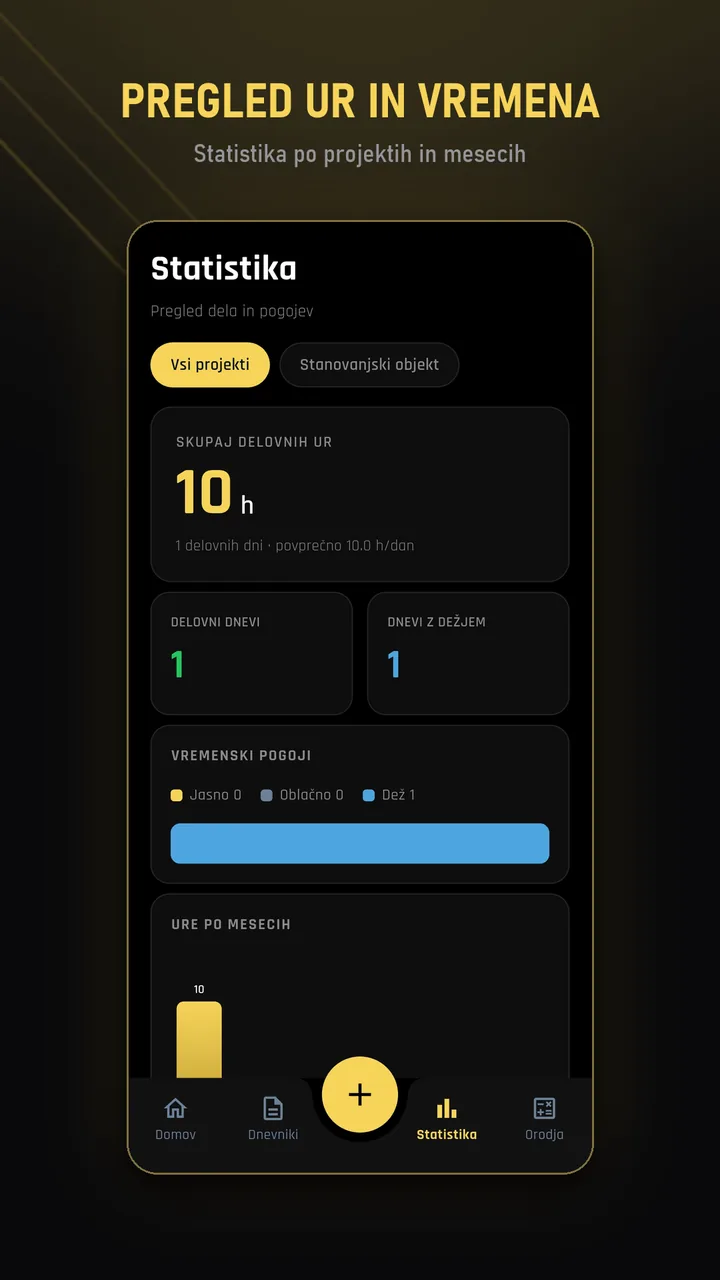 PREGLED UR IN VREMENA
Statistika po projektih in mesecih
Statistika
Pregled dela in pogojev
Vsi projekti
Stanovanjski objekt
SKUPAJ DELOVNIH UR
10 h
1 delovnih dni · povprečno 10.0 h/dan
DELOVNI DNEVI
1
DNEVI Z DEŽJEM
1
VREMENSKI POGOJI
Jasno 0 Oblačno 0 Dež 1
URE PO MESECIH
10
+
Domov
Dnevniki
Statistika
Orodja